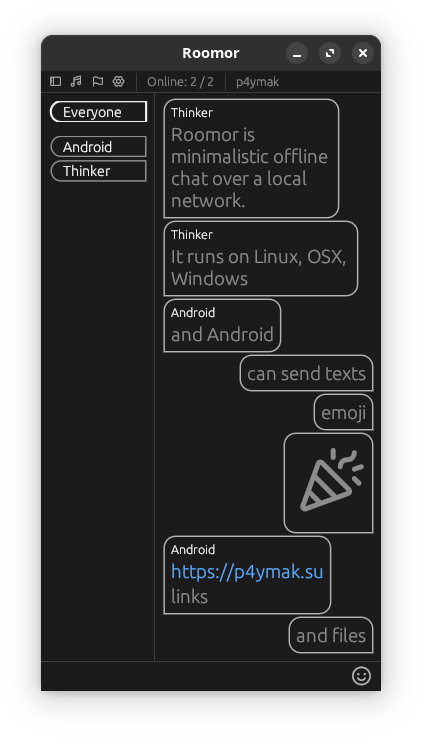 Roomor
Online: 2 / 2
p4ymak
Everyone
Android
Thinker
Thinker
Roomor is
minimalistic offline
chat over a local
network.
Thinker
It runs on Linux, OSX,
Windows
Android
and Android
can send texts
emoji
Android
https://p4ymak.su
links
and files